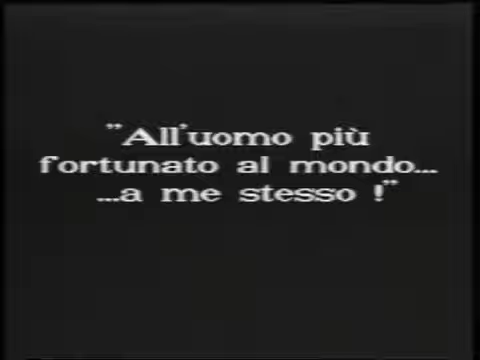 "All'uomo più
fortunato al mondo...
...a me stesso !"